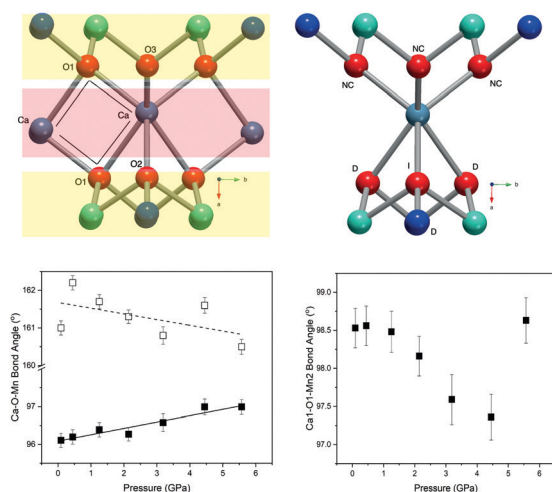 O1
O3
Ca
Ca
O1
O2
b
a
NC
NC
NC
D
I
D
D
b
a
Ca-O-Mn Bond Angle (°)
162
161
160
97
96
0 1 2 3 4 5 6
Pressure (GPa)
Ca1-O1-Mn2 Bond Angle (°)
99.0
98.5
98.0
97.5
97.0
0 1 2 3 4 5 6
Pressure (GPa)